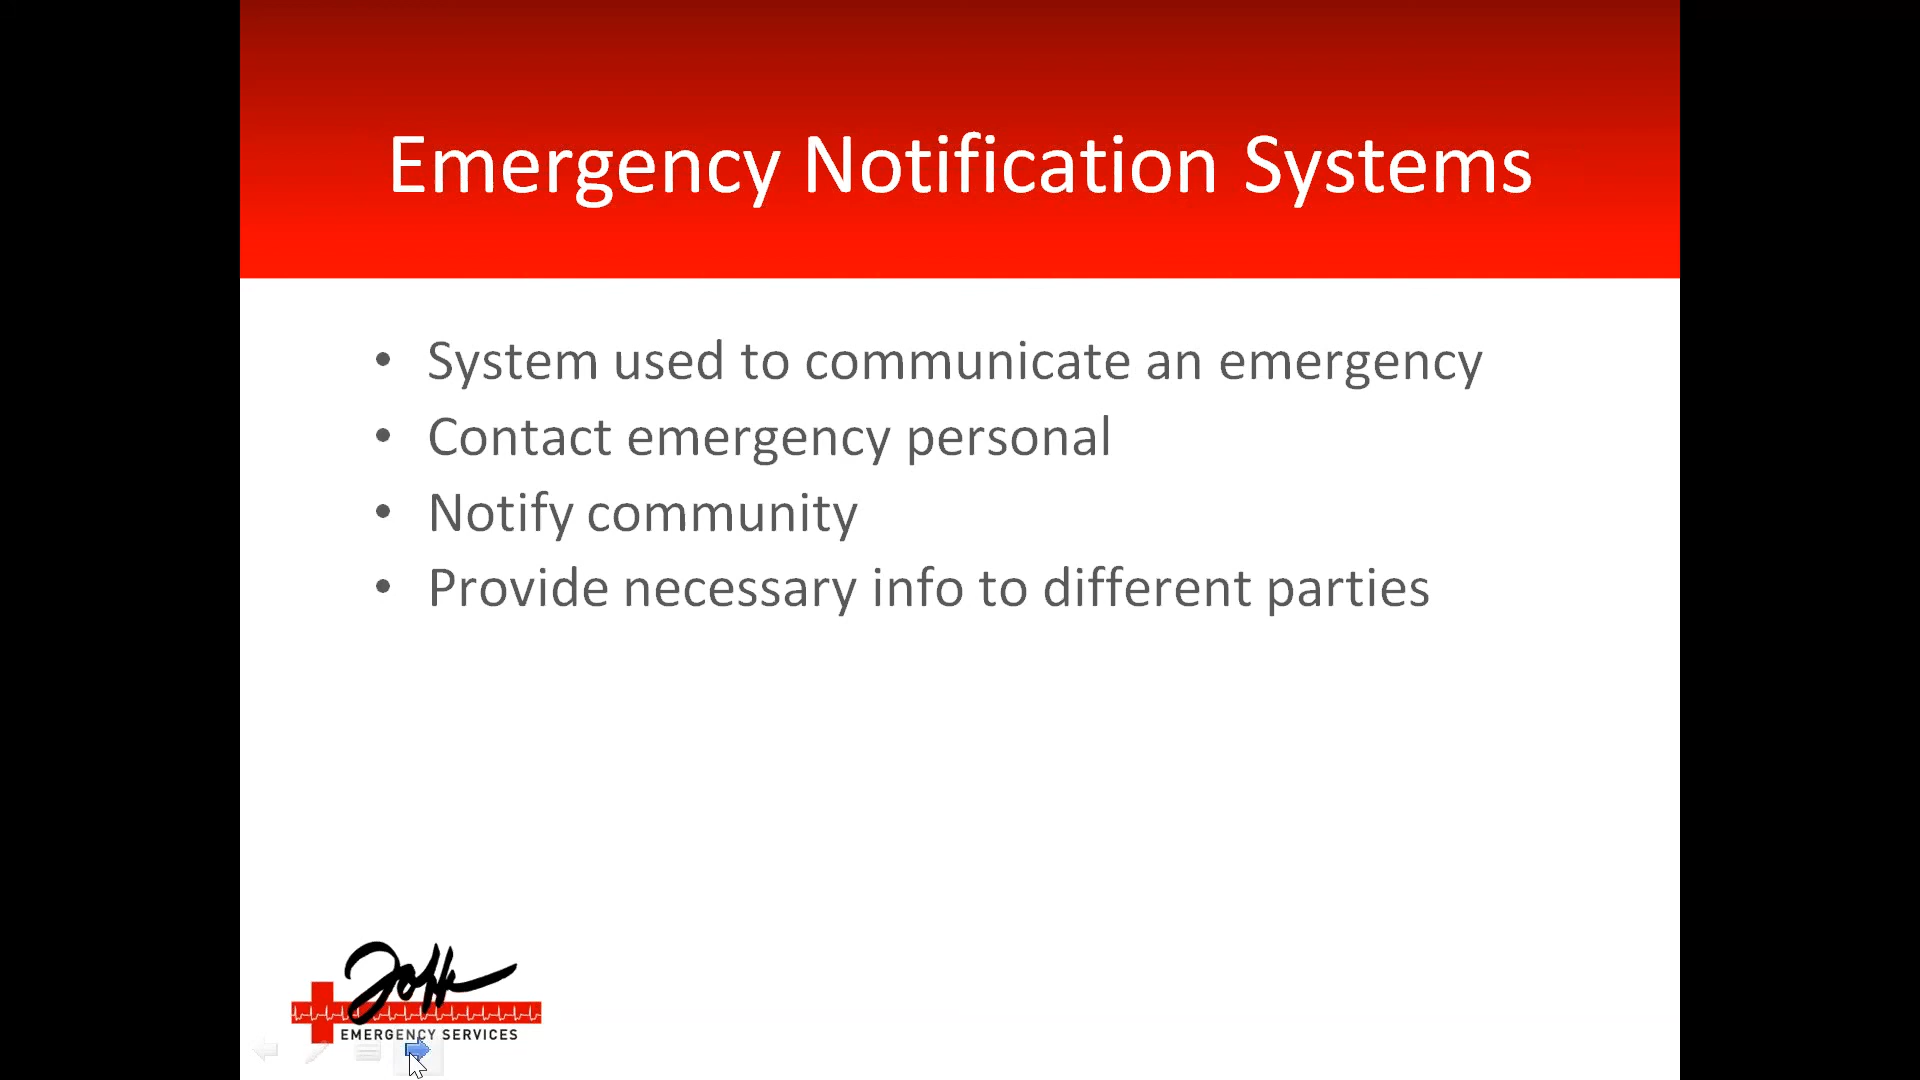 Emergency Notification Systems
• System used to communicate an emergency
• Contact emergency personal
• Notify community
• Provide necessary info to different parties
Joffe
EMERGENCY SERVICES